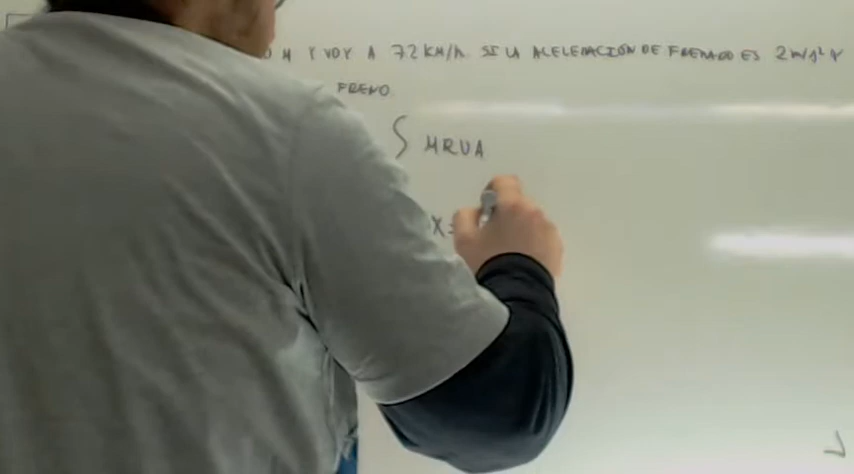 M Y VOY A 72 KM/h. SI LA ACELERACIÓN DE FRENADO ES 2 m/s² Y
FRENO
MRUA
X=